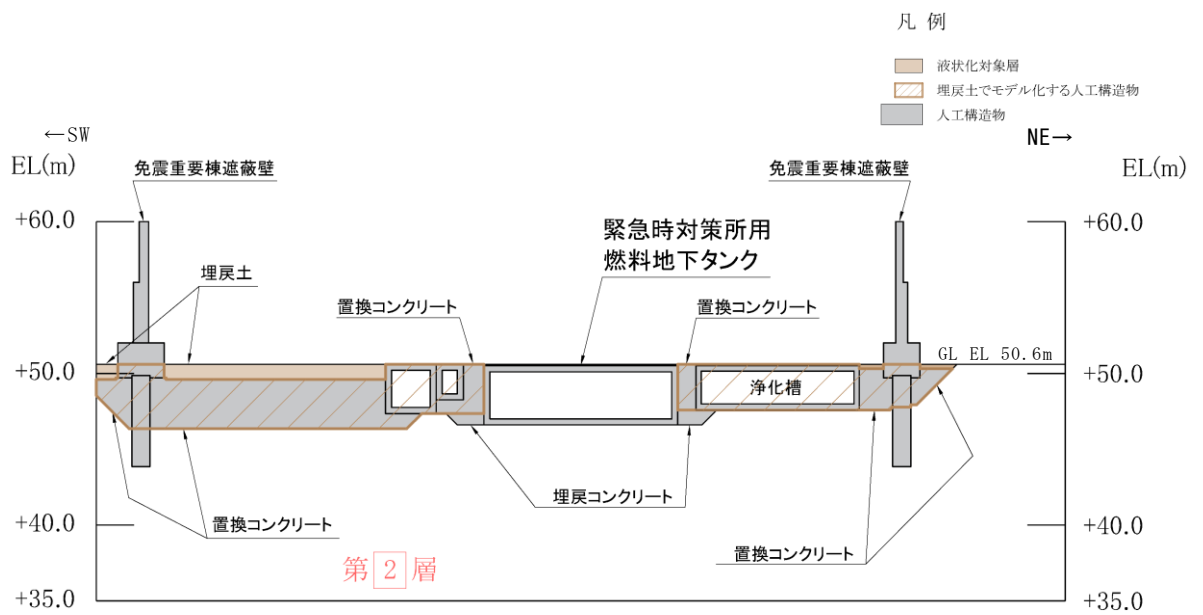 凡 例
液状化対象層
埋戻土でモデル化する人工構造物
人工構造物
←SW
NE→
EL(m)
EL(m)
免震重要棟遮蔽壁
免震重要棟遮蔽壁
+60.0
+60.0
緊急時対策所用
燃料地下タンク
埋戻土
置換コンクリート
置換コンクリート
GL EL 50.6m
+50.0
+50.0
浄化槽
埋戻コンクリート
置換コンクリート
置換コンクリート
+40.0
+40.0
第2層
+35.0
+35.0